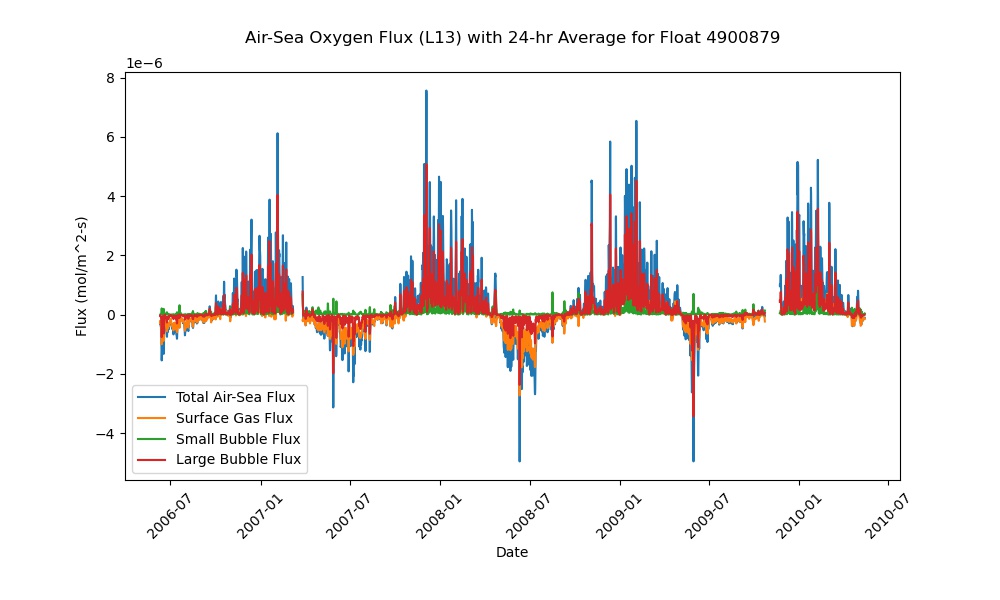 Air-Sea Oxygen Flux (L13) with 24-hr Average for Float 4900879
1e−6
8
6
4
2
0
−2
−4
Flux (mol/m^2-s)
Total Air-Sea Flux
Surface Gas Flux
Small Bubble Flux
Large Bubble Flux
2006-07
2007-01
2007-07
2008-01
2008-07
2009-01
2009-07
2010-01
2010-07
Date